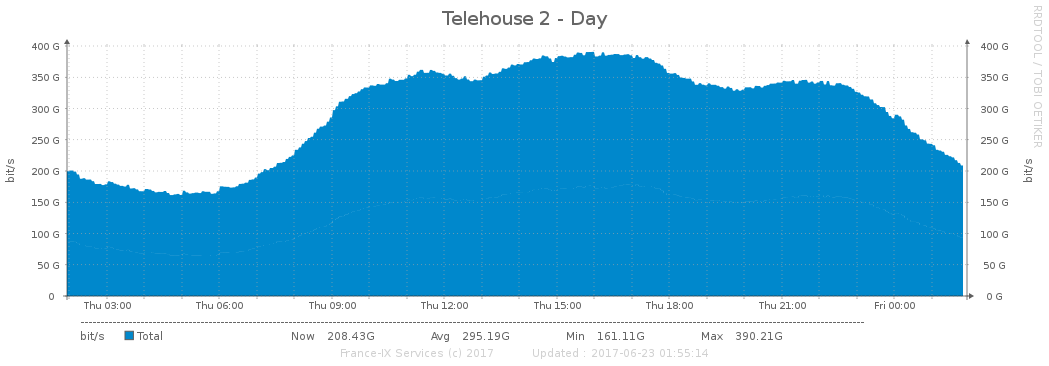 Telehouse 2 - Day
RRDTOOL / TOBI OETIKER
400 G 400 G
350 G 350 G
300 G 300 G
250 G 250 G
200 G 200 G
150 G 150 G
100 G 100 G
50 G 50 G
0 0 G
bit/s bit/s
Thu 03:00 Thu 06:00 Thu 09:00 Thu 12:00 Thu 15:00 Thu 18:00 Thu 21:00 Fri 00:00
bit/s Total Now 208.43G Avg 295.19G Min 161.11G Max 390.21G
France-IX Services (c) 2017 Updated : 2017-06-23 01:55:14